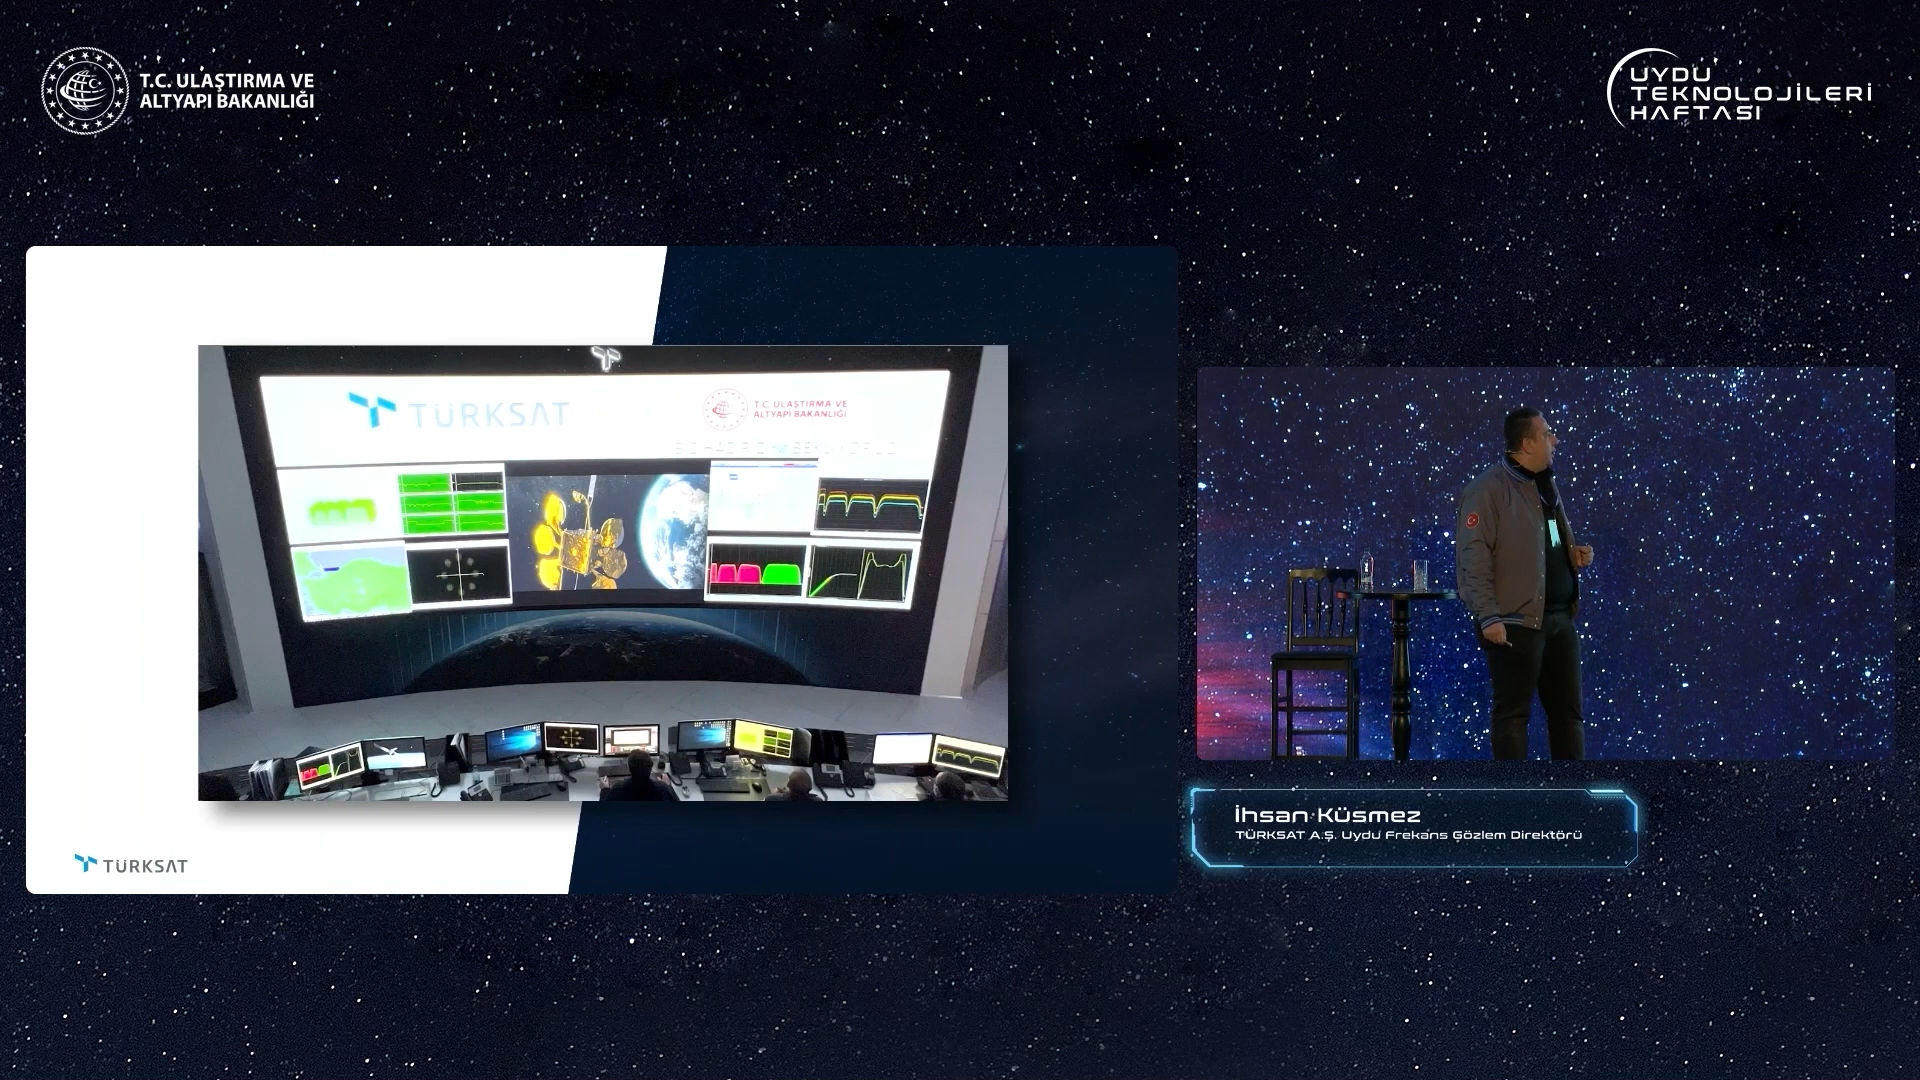 T.C. ULAŞTIRMA VE
ALTYAPI BAKANLIĞI
UYDU
TEKNOLOJİLERİ
HAFTASI
TÜRKSAT
T.C. ULAŞTIRMA VE
ALTYAPI BAKANLIĞI
TÜRKSAT
İhsan Küsmez
TÜRKSAT A.Ş. Uydu Frekans Gözlem Direktörü